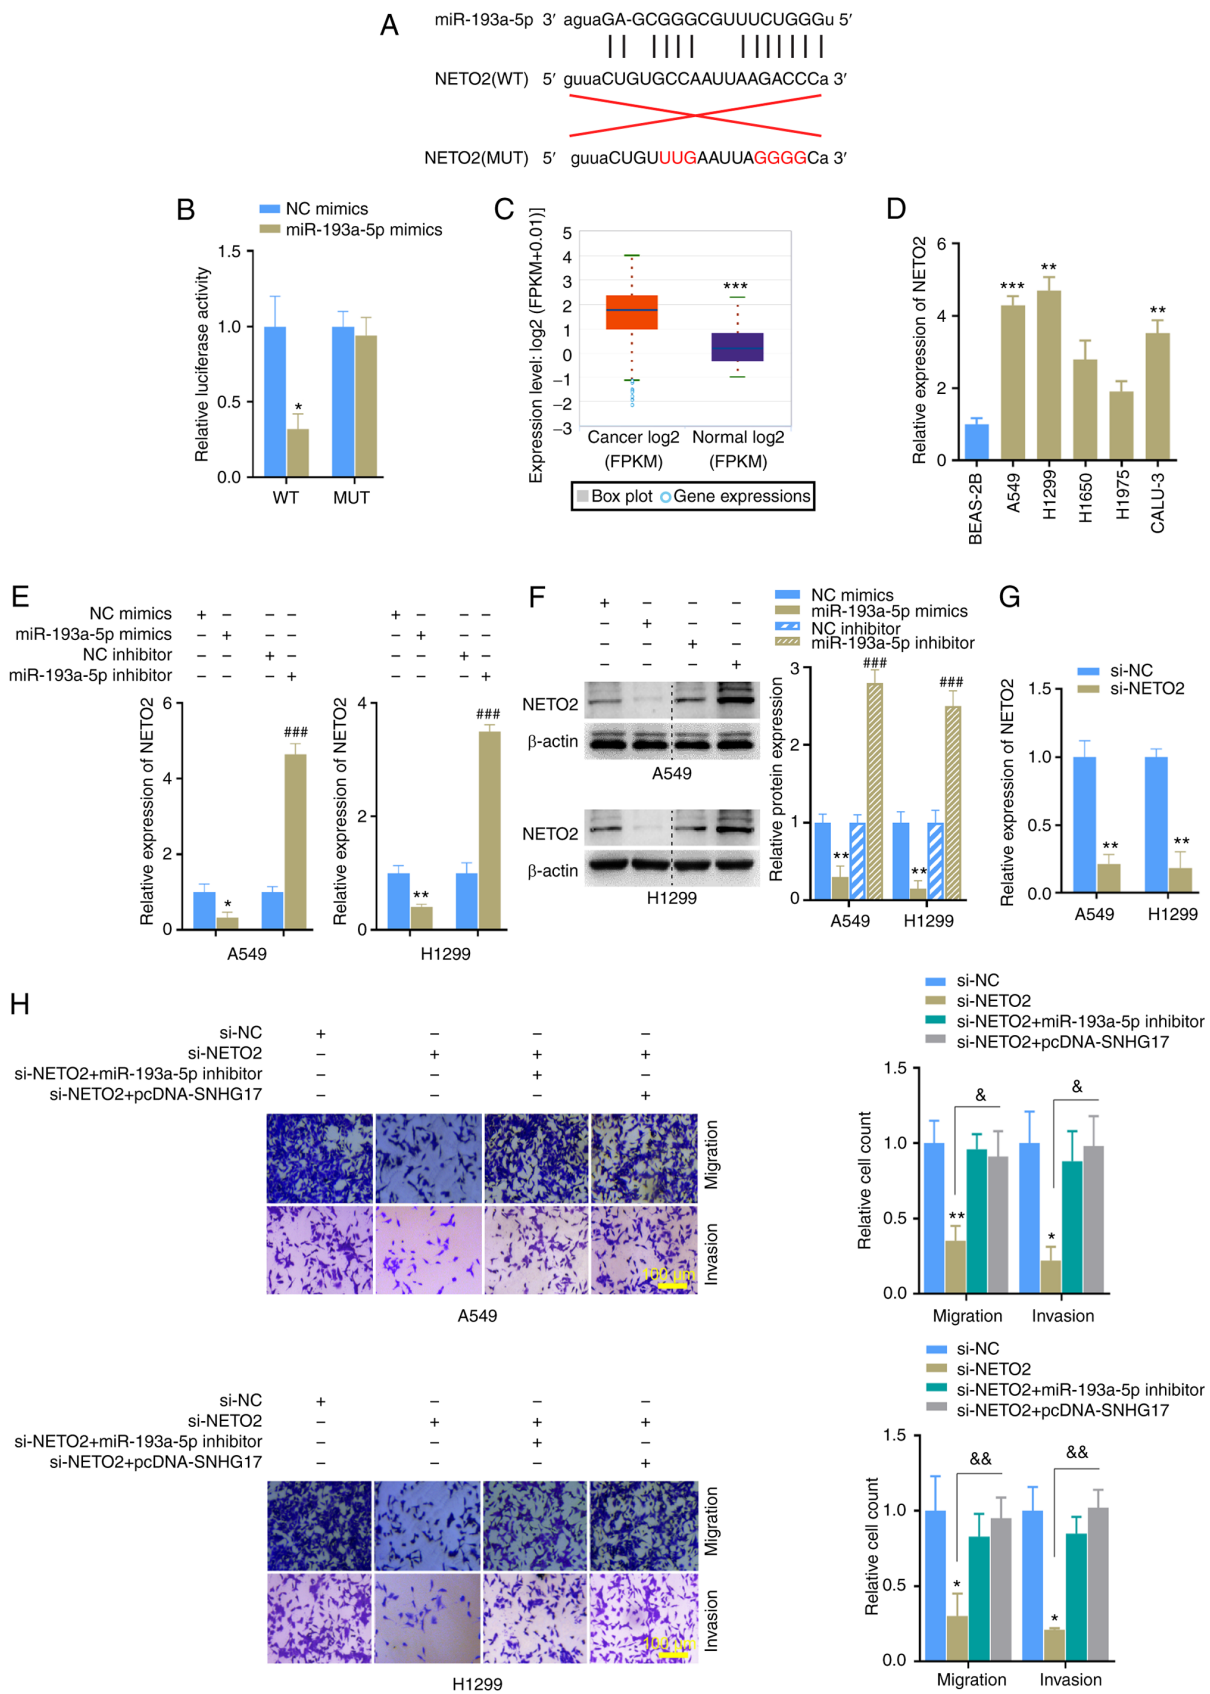 A
miR-193a-5p 3′ aguaGA-GCGGGCGUUUCUGGGu 5′
NETO2(WT) 5′ guuaCUGUGCCAAUUAAGACCCa 3′
NETO2(MUT) 5′ guuaCUGUUUGAAUUAGGGGCa 3′
B
NC mimics
miR-193a-5p mimics
Relative luciferase activity
1.5
1.0
0.5
0.0
*
WT MUT
C
Expression level: log2 (FPKM+0.01)]
5
4
3
2
1
0
−1
−2
−3
***
Cancer log2 (FPKM)
Normal log2 (FPKM)
Box plot Gene expressions
D
Relative expression of NETO2
6
4
2
0
*** ** **
BEAS-2B A549 H1299 H1650 H1975 CALU-3
E
NC mimics + – – – + – – –
miR-193a-5p mimics – + – – – + – –
NC inhibitor – – + – – – + –
miR-193a-5p inhibitor – – – + – – – +
Relative expression of NETO2
6
4
2
0
* ###
A549
Relative expression of NETO2
4
2
0
** ###
H1299
F
+ – – –
– + – –
– – + –
– – – +
NETO2
β-actin
A549
NETO2
β-actin
H1299
NC mimics
miR-193a-5p mimics
NC inhibitor
miR-193a-5p inhibitor
Relative protein expression
3
2
1
0
** ### ** ###
A549 H1299
G
si-NC
si-NETO2
Relative expression of NETO2
1.5
1.0
0.5
0.0
** **
A549 H1299
H
si-NC + – – –
si-NETO2 – + + +
si-NETO2+miR-193a-5p inhibitor – – + –
si-NETO2+pcDNA-SNHG17 – – – +
Migration
Invasion
100 µm
A549
si-NC
si-NETO2
si-NETO2+miR-193a-5p inhibitor
si-NETO2+pcDNA-SNHG17
Relative cell count
1.5
1.0
0.5
0.0
** & * &
Migration Invasion
si-NC + – – –
si-NETO2 – + + +
si-NETO2+miR-193a-5p inhibitor – – + –
si-NETO2+pcDNA-SNHG17 – – – +
Migration
Invasion
100 µm
H1299
si-NC
si-NETO2
si-NETO2+miR-193a-5p inhibitor
si-NETO2+pcDNA-SNHG17
Relative cell count
1.5
1.0
0.5
0.0
* && * &&
Migration Invasion